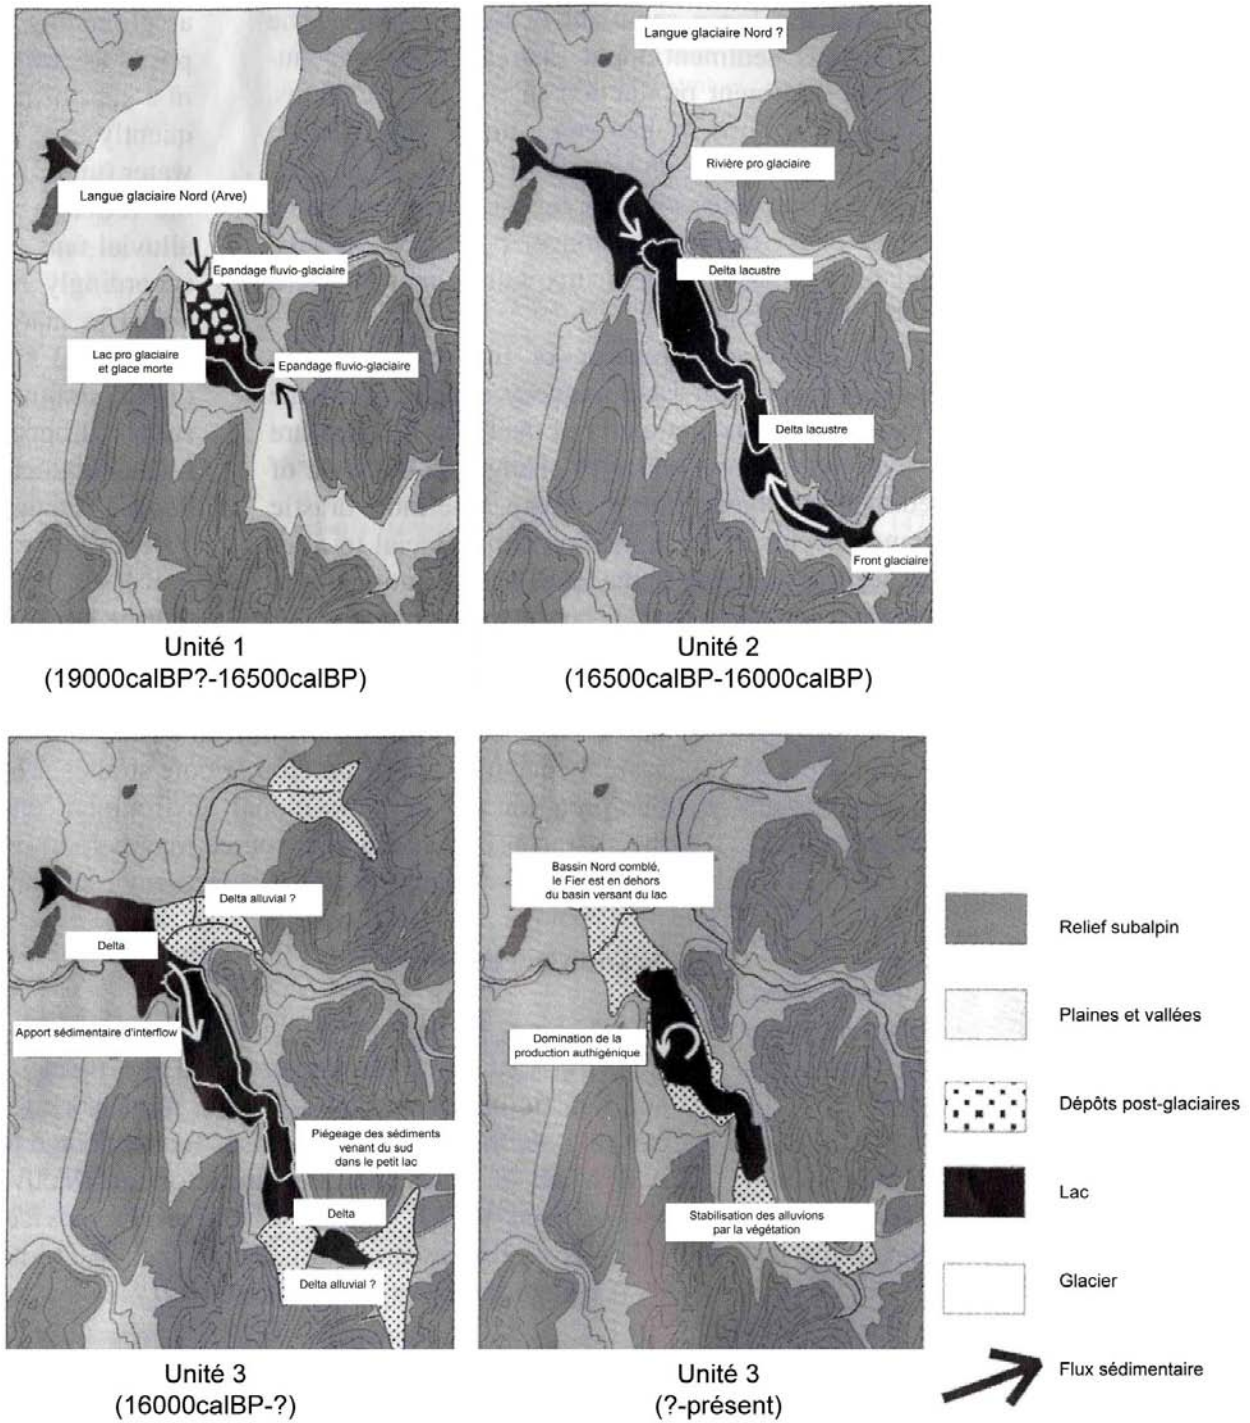 Langue glaciaire Nord (Arve)
Epandage fluvio-glaciaire
Lac pro glaciaire
et glace morte
Epandage fluvio-glaciaire
Unité 1
(19000calBP?-16500calBP)
Langue glaciaire Nord ?
Rivière pro glaciaire
Delta lacustre
Delta lacustre
Front glaciaire
Unité 2
(16500calBP-16000calBP)
Delta alluvial ?
Delta
Apport sédimentaire d'interflow
Piégeage des sédiments
venant du sud
dans le petit lac
Delta
Delta alluvial ?
Unité 3
(16000calBP-?)
Bassin Nord comblé,
le Fier est en dehors
du basin versant du lac
Domination de la
production authigénique
Stabilisation des alluvions
par la végétation
Unité 3
(?-présent)
Relief subalpin
Plaines et vallées
Dépôts post-glaciaires
Lac
Glacier
Flux sédimentaire